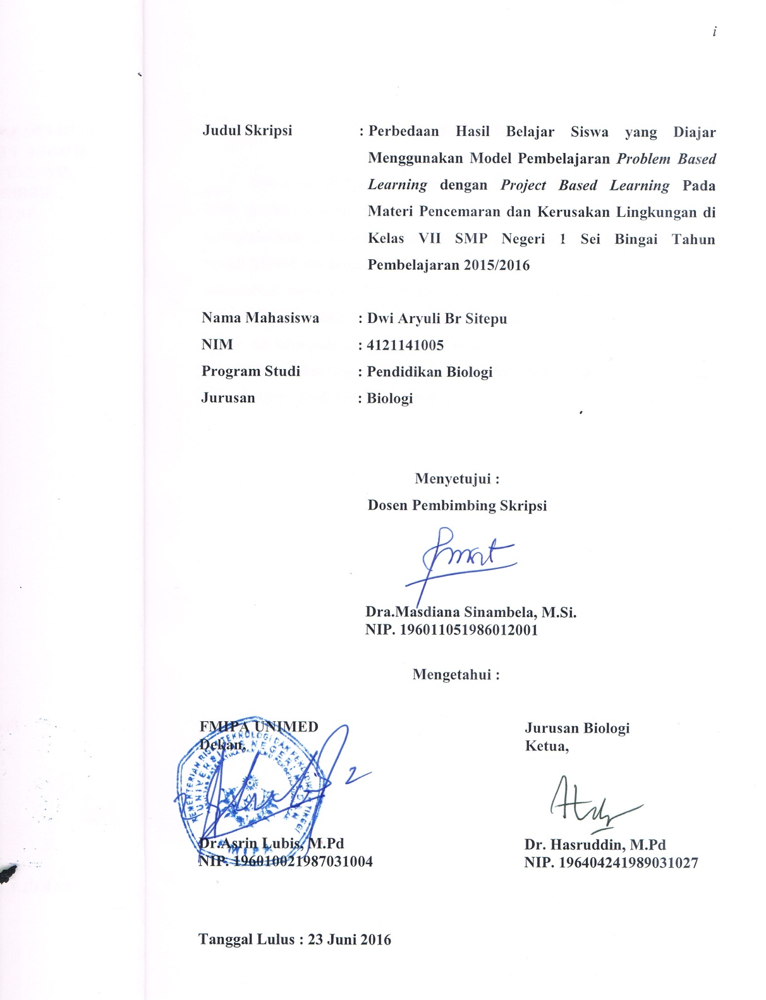 i
Judul Skripsi : Perbedaan Hasil Belajar Siswa yang Diajar
Menggunakan Model Pembelajaran Problem Based
Learning dengan Project Based Learning Pada
Materi Pencemaran dan Kerusakan Lingkungan di
Kelas VII SMP Negeri 1 Sei Bingai Tahun
Pembelajaran 2015/2016
Nama Mahasiswa : Dwi Aryuli Br Sitepu
NIM : 4121141005
Program Studi : Pendidikan Biologi
Jurusan : Biologi
Menyetujui :
Dosen Pembimbing Skripsi
Dra.Masdiana Sinambela, M.Si.
NIP. 196011051986012001
Mengetahui :
FMIPA UNIMED
Dekan,
KEMENTERIAN RISET TEKNOLOGI DAN PENDIDIKAN TINGGI
UNIVERSITAS NEGERI MEDAN
FMIPA
Dr.Asrin Lubis, M.Pd
NIP. 196010021987031004
Jurusan Biologi
Ketua,
Dr. Hasruddin, M.Pd
NIP. 196404241989031027
Tanggal Lulus : 23 Juni 2016